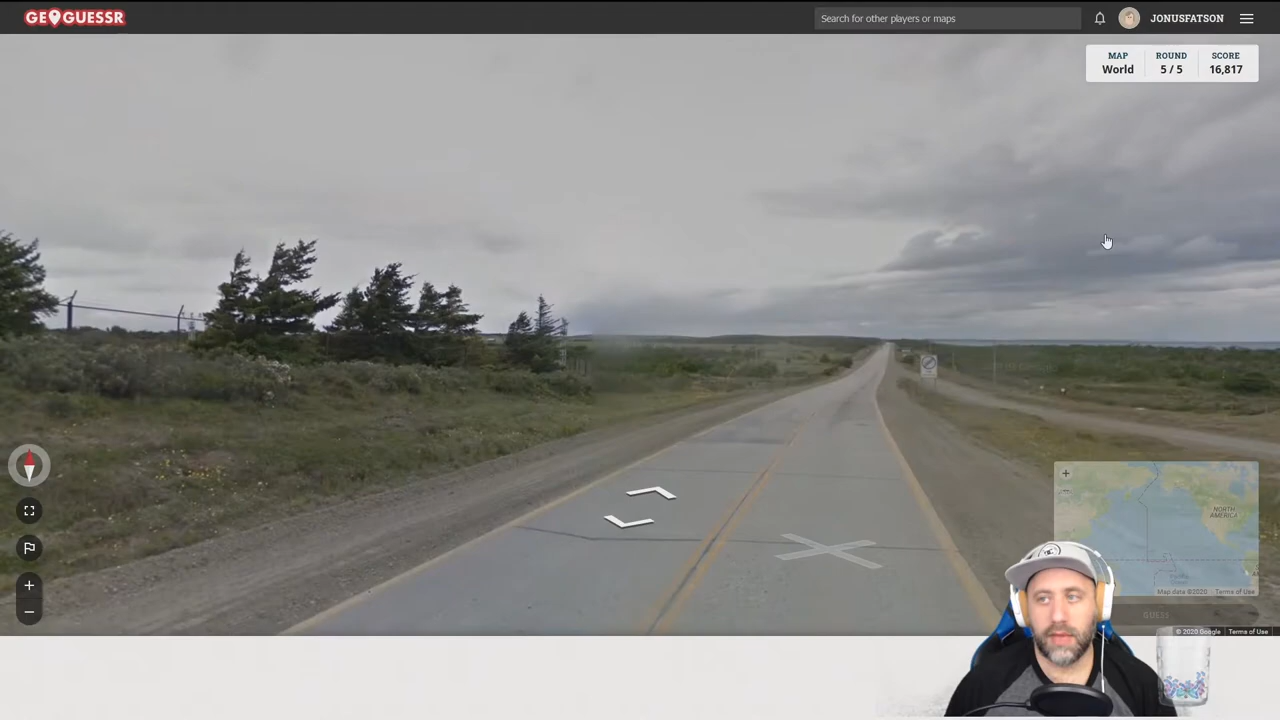 GEOGUESSR
Search for other players or maps
JONUSFATSON
MAP ROUND SCORE
World 5 / 5 16,817
NORTH
AMERICA
Map data ©2020 Terms of Use
GUESS
© 2020 Google Terms of Use